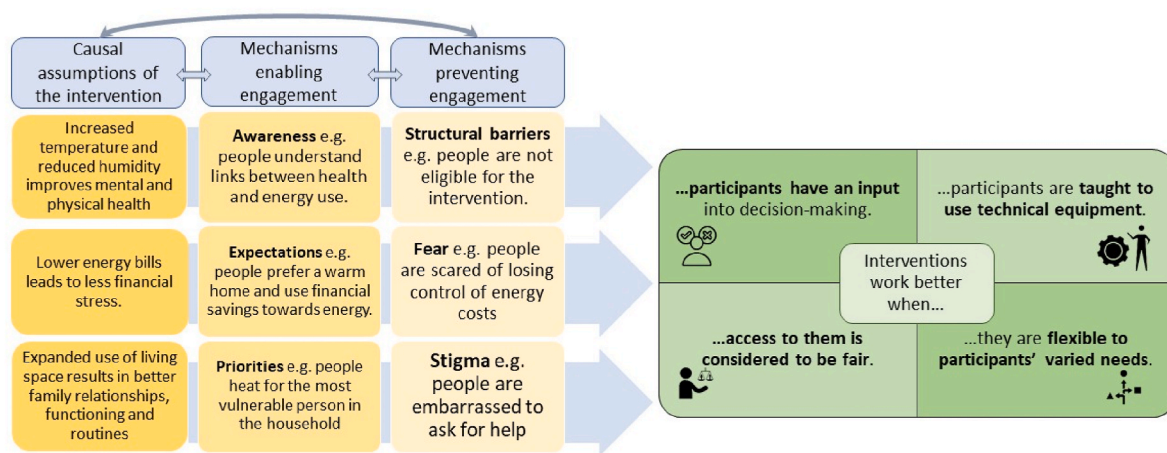 Causal
assumptions of
the intervention
Mechanisms
enabling
engagement
Mechanisms
preventing
engagement
Increased
temperature and
reduced humidity
improves mental and
physical health
Awareness e.g.
people understand
links between health
and energy use.
Structural barriers
e.g. people are not
eligible for the
intervention.
Lower energy bills
leads to less financial
stress.
Expectations e.g.
people prefer a warm
home and use financial
savings towards energy.
Fear e.g. people
are scared of losing
control of energy
costs
Expanded use of living
space results in better
family relationships,
functioning and
routines
Priorities e.g. people
heat for the most
vulnerable person in
the household
Stigma e.g.
people are
embarrassed to
ask for help
...participants have an input
into decision-making.
...participants are taught to
use technical equipment.
Interventions
work better
when...
...access to them is
considered to be fair.
...they are flexible to
participants' varied needs.